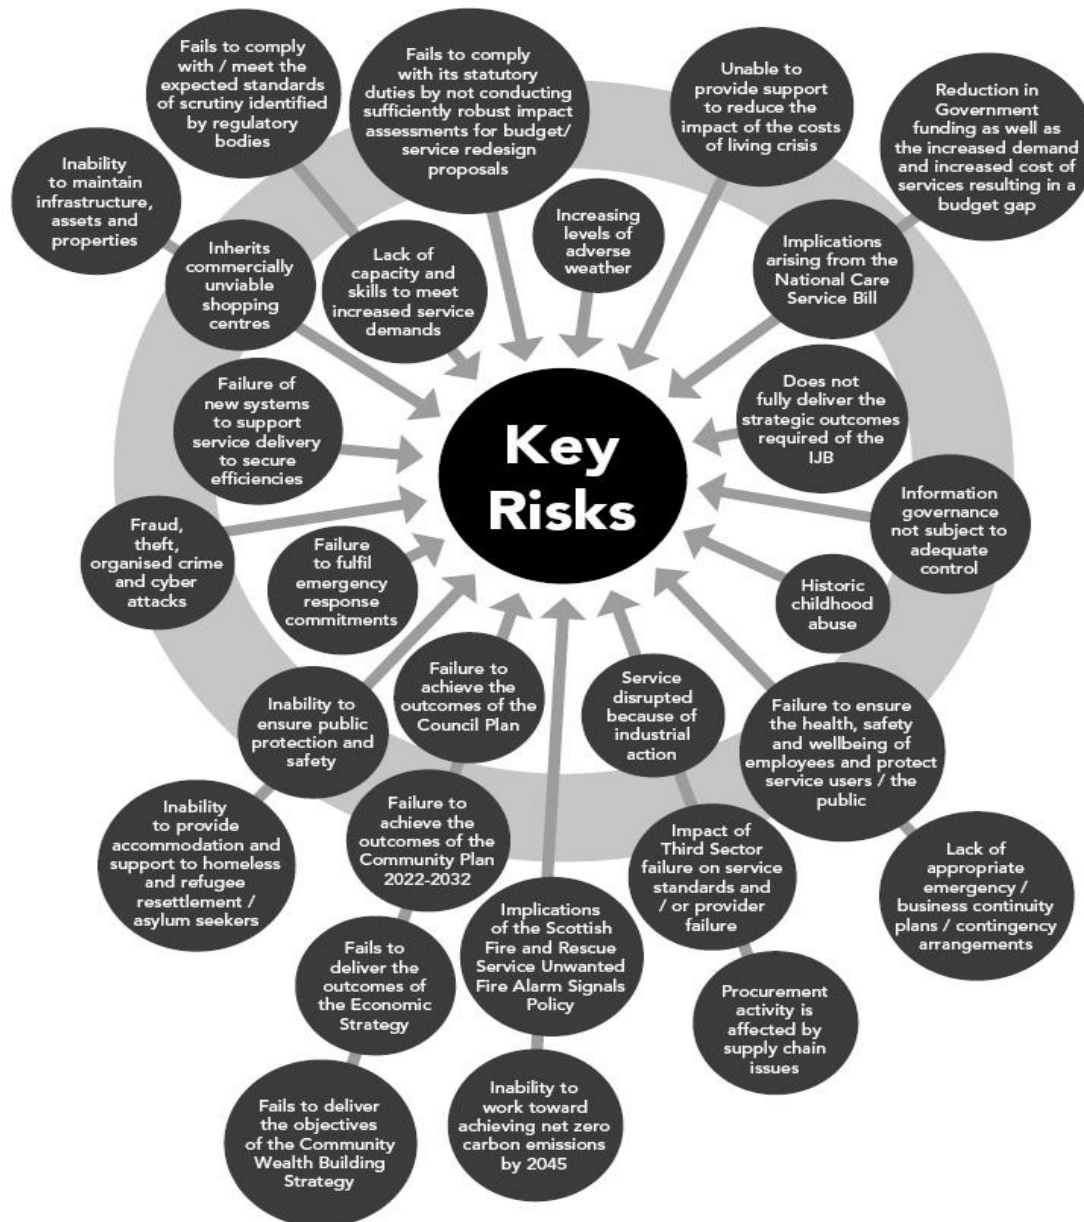 Fails to comply
with / meet the
expected standards
of scrutiny identified
by regulatory
bodies
Fails to comply
with its statutory
duties by not conducting
sufficiently robust impact
assessments for budget/
service redesign
proposals
Unable to
provide support
to reduce the
impact of the costs
of living crisis
Reduction in
Government
funding as well as
the increased demand
and increased cost of
services resulting in a
budget gap
Inability
to maintain
infrastructure,
assets and
properties
Inherits
commercially
unviable
shopping
centres
Lack of
capacity and
skills to meet
increased service
demands
Increasing
levels of
adverse
weather
Implications
arising from the
National Care
Service Bill
Failure of
new systems
to support
service delivery
to secure
efficiencies
Key
Risks
Does not
fully deliver the
strategic outcomes
required of the
IJB
Fraud,
theft,
organised crime
and cyber
attacks
Failure
to fulfil
emergency
response
commitments
Information
governance
not subject to
adequate
control
Historic
childhood
abuse
Inability to
ensure public
protection and
safety
Failure to
achieve the
outcomes of the
Council Plan
Service
disrupted
because of
industrial
action
Failure to ensure
the health, safety
and wellbeing of
employees and protect
service users / the
public
Inability
to provide
accommodation and
support to homeless
and refugee
resettlement /
asylum seekers
Failure to
achieve the
outcomes of the
Community Plan
2022-2032
Impact of
Third Sector
failure on service
standards and
/ or provider
failure
Lack of
appropriate
emergency /
business continuity
plans / contingency
arrangements
Fails to
deliver the
outcomes of
the Economic
Strategy
Implications
of the Scottish
Fire and Rescue
Service Unwanted
Fire Alarm Signals
Policy
Procurement
activity is
affected by
supply chain
issues
Fails to deliver
the objectives
of the Community
Wealth Building
Strategy
Inability to
work toward
achieving net zero
carbon emissions
by 2045